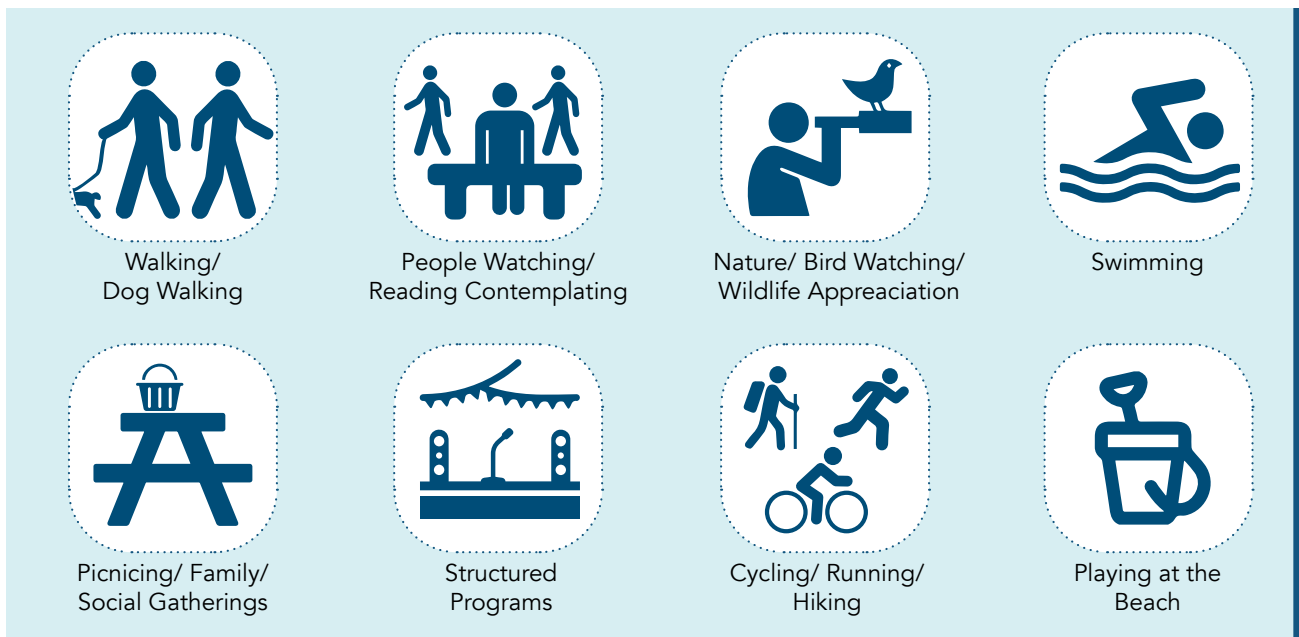 Walking/
Dog Walking
People Watching/
Reading Contemplating
Nature/ Bird Watching/
Wildlife Appreaciation
Swimming
Picnicing/ Family/
Social Gatherings
Structured
Programs
Cycling/ Running/
Hiking
Playing at the
Beach